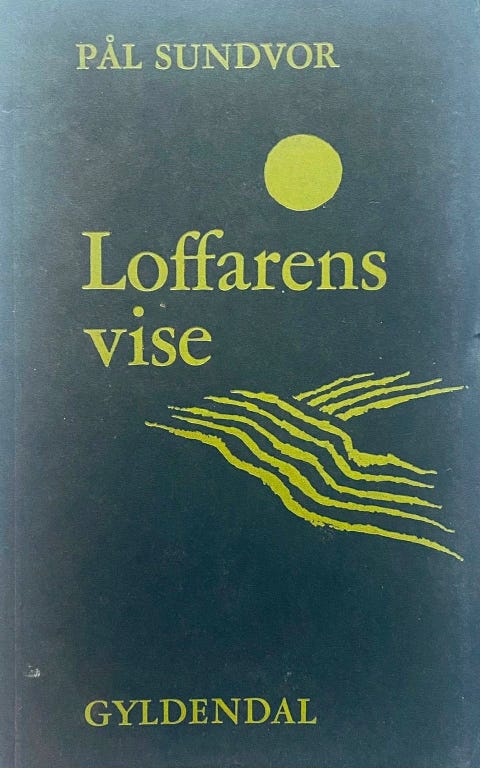 PÅL SUNDVOR
Loffarens
vise
GYLDENDAL